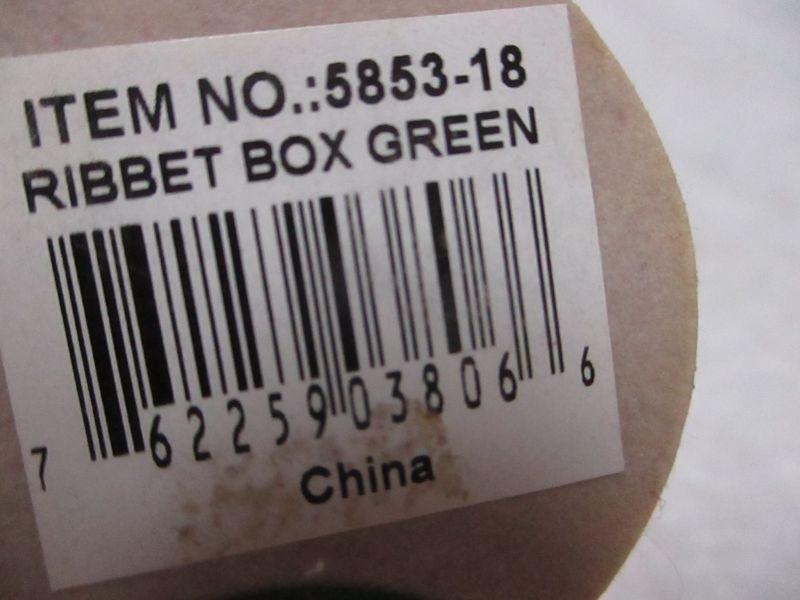 ITEM NO.:5853-18
RIBBET BOX GREEN
7 62259 03806 6
China